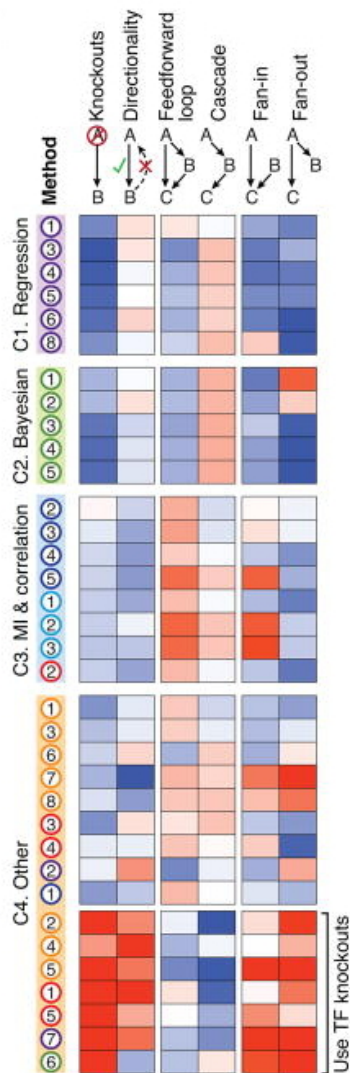 Method
Knockouts
Directionality
Feedforward
loop
Cascade
Fan-in
Fan-out
A
B
A
B
A
B
C
A
B
C
A
B
C
A
B
C
C1. Regression
1
3
4
5
6
8
C2. Bayesian
1
2
3
4
5
C3. MI & correlation
2
3
4
5
1
2
3
2
C4. Other
1
3
6
7
8
3
4
2
1
2
4
5
1
5
7
6
Use TF knockouts